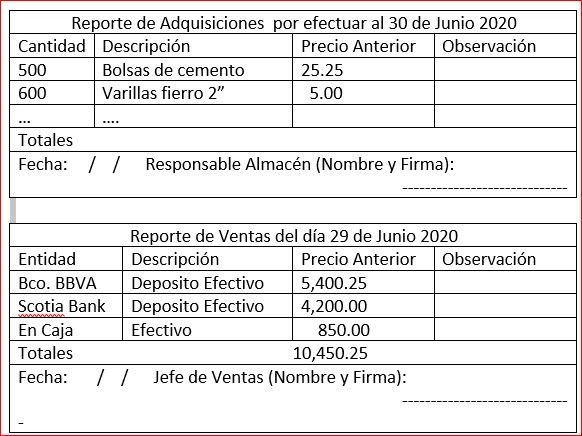 Reporte de Adquisiciones por efectuar al 30 de Junio 2020
Cantidad Descripción Precio Anterior Observación
500 Bolsas de cemento 25.25
600 Varillas fierro 2” 5.00
... ....
Totales
Fecha: / / Responsable Almacén (Nombre y Firma):
-----------------------------
Reporte de Ventas del día 29 de Junio 2020
Entidad Descripción Precio Anterior Observación
Bco. BBVA Deposito Efectivo 5,400.25
Scotia Bank Deposito Efectivo 4,200.00
En Caja Efectivo 850.00
Totales 10,450.25
Fecha: / / Jefe de Ventas (Nombre y Firma):
-----------------------------
-